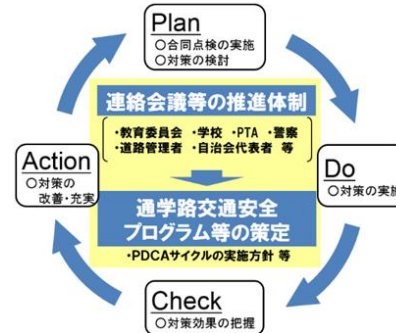 Plan
○合同点検の実施
○対策の検討
連絡会議等の推進体制
・教育委員会 ・学校 ・PTA ・警察
・道路管理者 ・自治会代表者 等
Action
○対策の
改善・充実
Do
○対策の実施
通学路交通安全
プログラム等の策定
・PDCAサイクルの実施方針 等
Check
○対策効果の把握